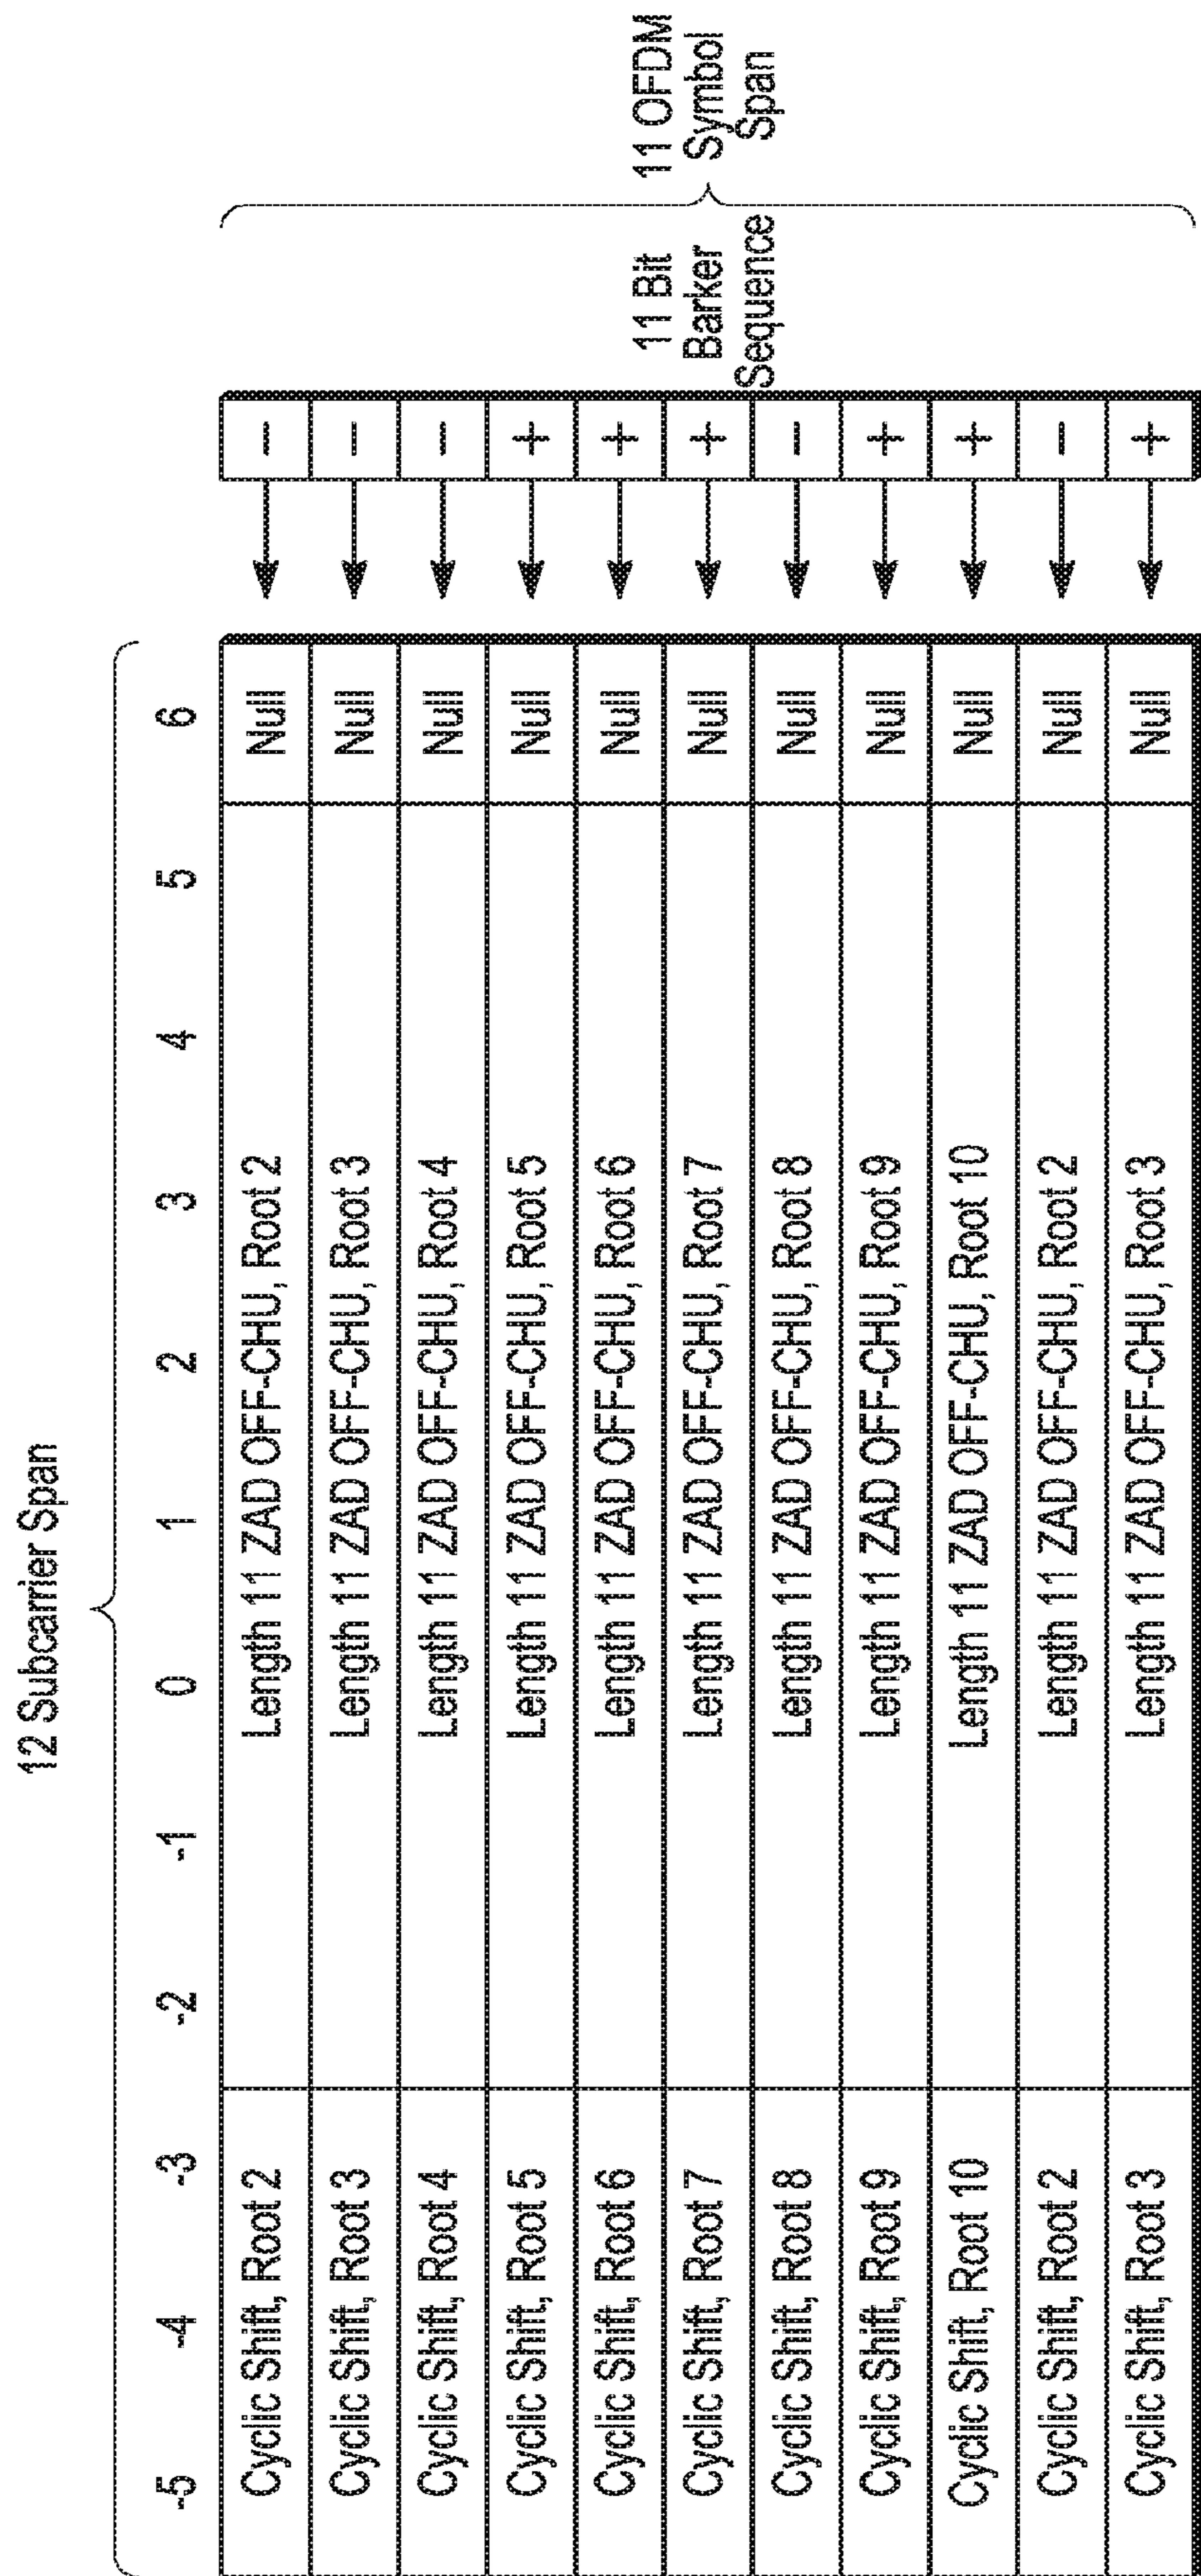 12 Subcarrier Span
-5 -4 -3 -2 -1 0 1 2 3 4 5 6
Cyclic Shift, Root 2 Length 11 ZAD OFF-CHU, Root 2 Null -
Cyclic Shift, Root 3 Length 11 ZAD OFF-CHU, Root 3 Null -
Cyclic Shift, Root 4 Length 11 ZAD OFF-CHU, Root 4 Null -
Cyclic Shift, Root 5 Length 11 ZAD OFF-CHU, Root 5 Null +
Cyclic Shift, Root 6 Length 11 ZAD OFF-CHU, Root 6 Null +
Cyclic Shift, Root 7 Length 11 ZAD OFF-CHU, Root 7 Null +
Cyclic Shift, Root 8 Length 11 ZAD OFF-CHU, Root 8 Null -
Cyclic Shift, Root 9 Length 11 ZAD OFF-CHU, Root 9 Null +
Cyclic Shift, Root 10 Length 11 ZAD OFF-CHU, Root 10 Null +
Cyclic Shift, Root 2 Length 11 ZAD OFF-CHU, Root 2 Null -
Cyclic Shift, Root 3 Length 11 ZAD OFF-CHU, Root 3 Null +
11 Bit
Barker
Sequence
11 OFDM
Symbol
Span